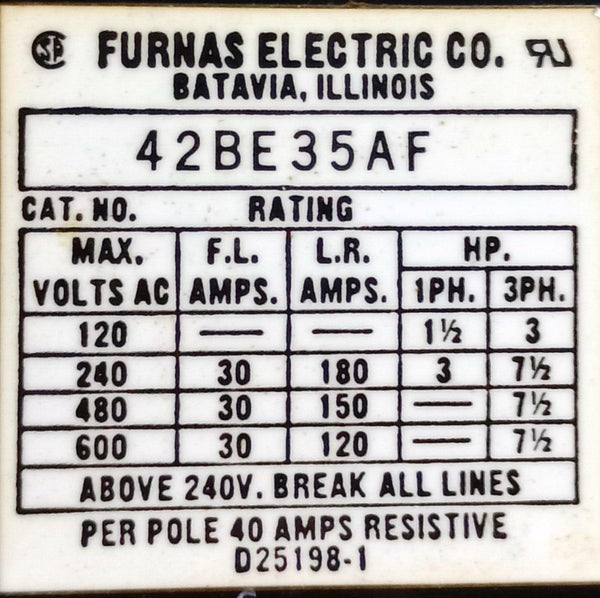 FURNAS ELECTRIC CO.
BATAVIA, ILLINOIS
42BE35AF
CAT. NO. RATING
MAX. VOLTS AC F.L. AMPS. L.R. AMPS. HP. 1PH. 3PH.
120 — — 1½ 3
240 30 180 3 7½
480 30 150 — 7½
600 30 120 — 7½
ABOVE 240V. BREAK ALL LINES
PER POLE 40 AMPS RESISTIVE
D25198-1